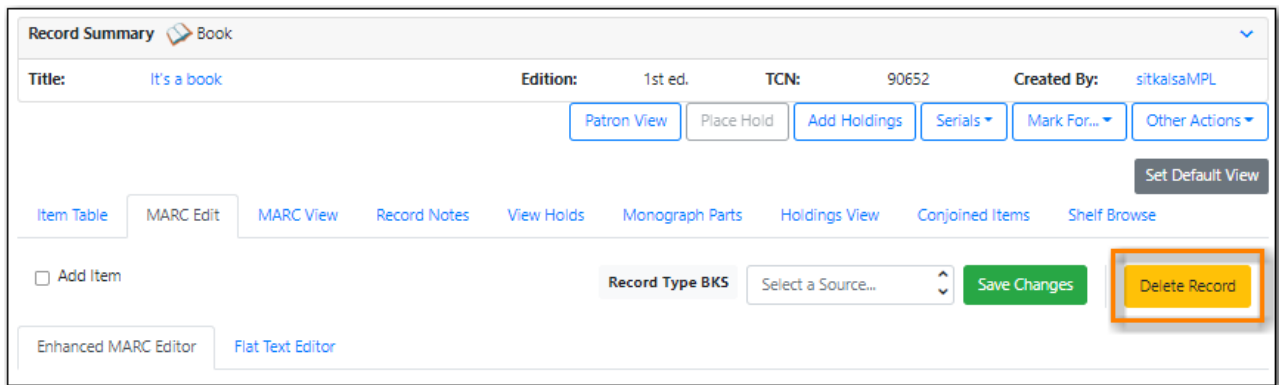 Record Summary Book
Title: It's a book Edition: 1st ed. TCN: 90652 Created By: sitkalsaMPL
Patron View Place Hold Add Holdings Serials Mark For... Other Actions
Set Default View
Item Table MARC Edit MARC View Record Notes View Holds Monograph Parts Holdings View Conjoined Items Shelf Browse
Add Item Record Type BKS Select a Source... Save Changes Delete Record
Enhanced MARC Editor Flat Text Editor